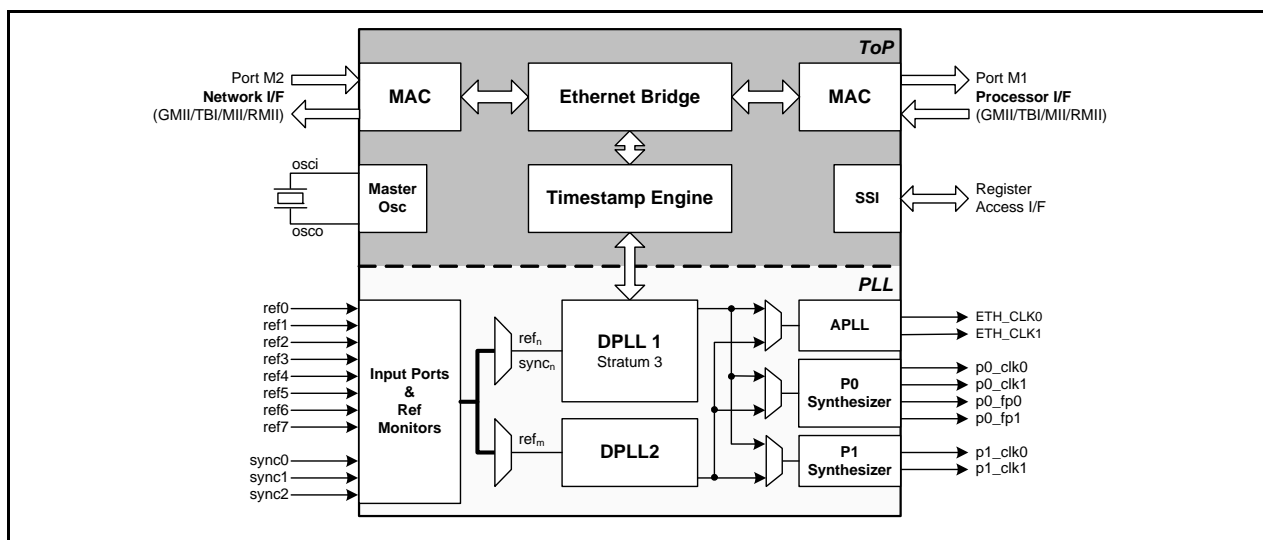 ToP
Port M2
Network I/F
(GMII/TBI/MII/RMII)
MAC
Ethernet Bridge
MAC
Port M1
Processor I/F
(GMII/TBI/MII/RMII)
osci
osco
Master
Osc
Timestamp Engine
SSI
Register
Access I/F
PLL
ref0
ref1
ref2
ref3
ref4
ref5
ref6
ref7
sync0
sync1
sync2
Input Ports
&
Ref
Monitors
refn
syncn
DPLL 1
Stratum 3
refm
DPLL2
APLL
ETH_CLK0
ETH_CLK1
P0
Synthesizer
p0_clk0
p0_clk1
p0_fp0
p0_fp1
P1
Synthesizer
p1_clk0
p1_clk1